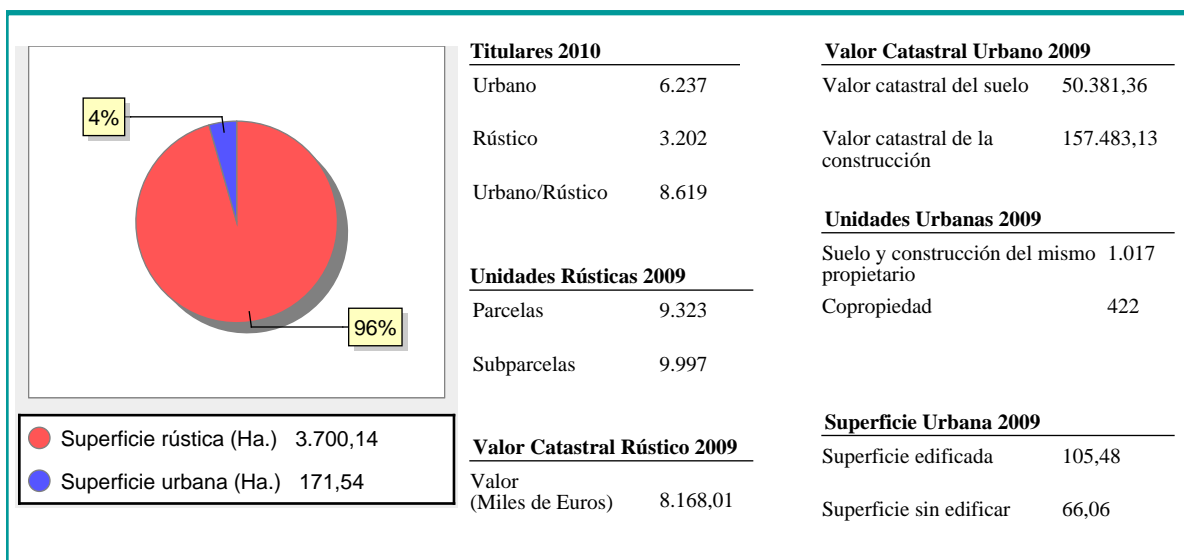 4%
96%
Superficie rústica (Ha.) 3.700,14
Superficie urbana (Ha.) 171,54
Titulares 2010
Urbano 6.237
Rústico 3.202
Urbano/Rústico 8.619
Unidades Rústicas 2009
Parcelas 9.323
Subparcelas 9.997
Valor Catastral Rústico 2009
Valor
(Miles de Euros) 8.168,01
Valor Catastral Urbano 2009
Valor catastral del suelo 50.381,36
Valor catastral de la 157.483,13
construcción
Unidades Urbanas 2009
Suelo y construcción del mismo 1.017
propietario
Copropiedad 422
Superficie Urbana 2009
Superficie edificada 105,48
Superficie sin edificar 66,06